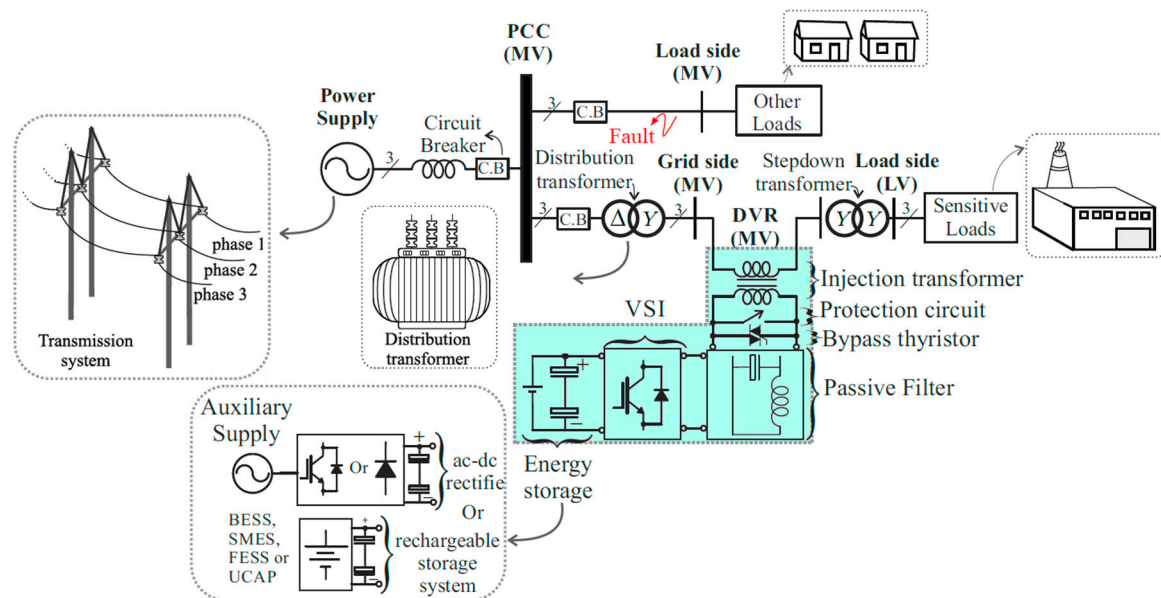 PCC
(MV)
Load side
(MV)
3
C.B
Other
Loads
Fault
Power
Supply
Circuit
Breaker
3
C.B
Distribution
transformer
Grid side
(MV)
Stepdown
transformer
Load side
(LV)
3
C.B
Δ
Y
3
DVR
(MV)
Y
Y
3
Sensitive
Loads
phase 1
phase 2
phase 3
Transmission
system
Distribution
transformer
Injection transformer
Protection circuit
Bypass thyristor
Passive Filter
VSI
+
−
Energy
storage
Auxiliary
Supply
Or
+
−
ac-dc
rectifie
Or
BESS,
SMES,
FESS or
UCAP
+
−
rechargeable
storage
system